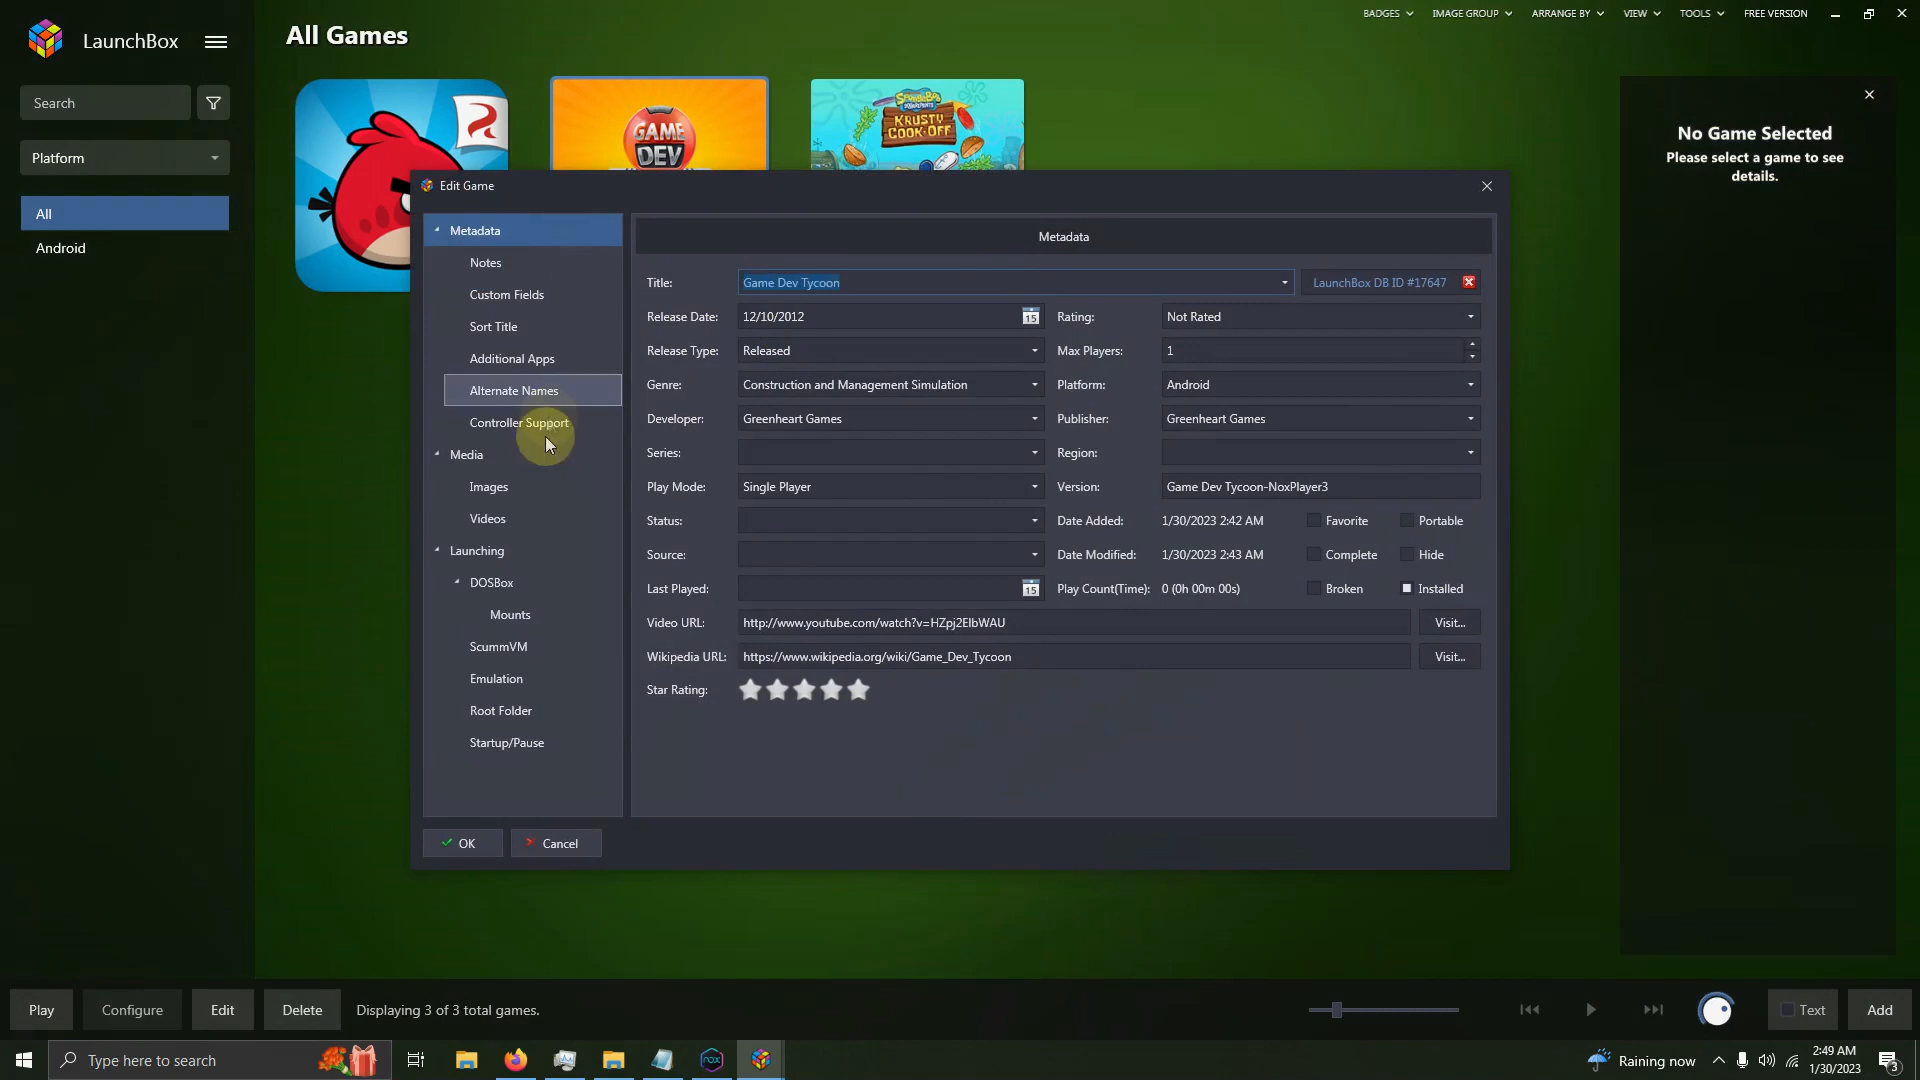 LaunchBox
All Games
BADGES
IMAGE GROUP
ARRANGE BY
VIEW
TOOLS
FREE VERSION
Search
Platform
All
Android
GAME
DEV
SPONGEBOB
KRUSTY
COOK-OFF
No Game Selected
Please select a game to see
details.
Edit Game
Metadata
Notes
Custom Fields
Sort Title
Additional Apps
Alternate Names
Controller Support
Media
Images
Videos
Launching
DOSBox
Mounts
ScummVM
Emulation
Root Folder
Startup/Pause
Metadata
Title: Game Dev Tycoon LaunchBox DB ID #17647
Release Date: 12/10/2012 15 Rating: Not Rated
Release Type: Released Max Players: 1
Genre: Construction and Management Simulation Platform: Android
Developer: Greenheart Games Publisher: Greenheart Games
Series: Region:
Play Mode: Single Player Version: Game Dev Tycoon-NoxPlayer3
Status: Date Added: 1/30/2023 2:42 AM Favorite Portable
Source: Date Modified: 1/30/2023 2:43 AM Complete Hide
Last Played: 15 Play Count(Time): 0 (0h 00m 00s) Broken Installed
Video URL: http://www.youtube.com/watch?v=HZpj2ElbWAU Visit...
Wikipedia URL: https://www.wikipedia.org/wiki/Game_Dev_Tycoon Visit...
Star Rating:
OK
Cancel
Play
Configure
Edit
Delete
Displaying 3 of 3 total games.
Text
Add
Type here to search
nox
Raining now
2:49 AM
1/30/2023
3